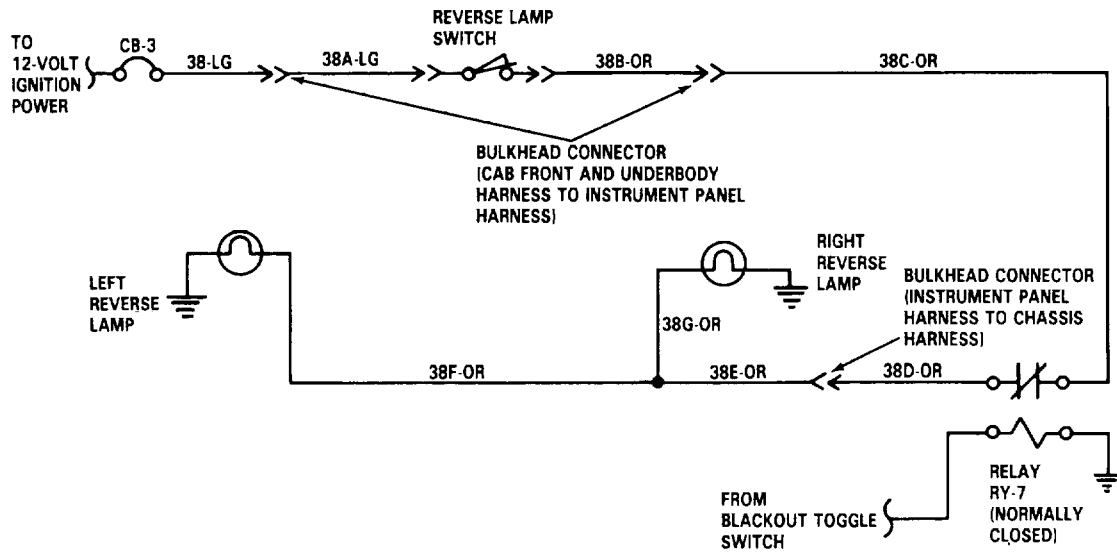 TO
12-VOLT
IGNITION
POWER
CB-3
38-LG
38A-LG
REVERSE LAMP
SWITCH
38B-OR
38C-OR
BULKHEAD CONNECTOR
(CAB FRONT AND UNDERBODY
HARNESS TO INSTRUMENT PANEL
HARNESS)
LEFT
REVERSE
LAMP
RIGHT
REVERSE
LAMP
38G-OR
BULKHEAD CONNECTOR
(INSTRUMENT PANEL
HARNESS TO CHASSIS
HARNESS)
38F-OR
38E-OR
38D-OR
FROM
BLACKOUT TOGGLE
SWITCH
RELAY
RY-7
(NORMALLY
CLOSED)